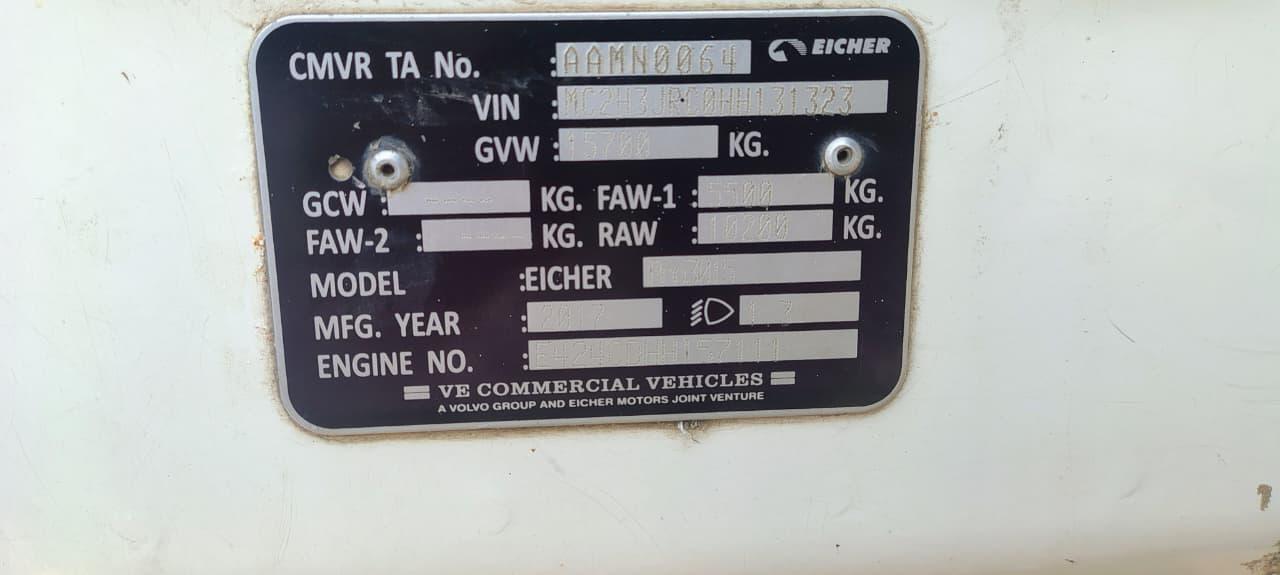 CMVR TA No. :AAMN0064 EICHER
VIN :MC2H3JRC0HH131323
GVW :15700 KG.
GCW :---- KG. FAW-1 :5500 KG.
FAW-2 :---- KG. RAW :10200 KG.
MODEL :EICHER
MFG. YEAR :2017 1.7
ENGINE NO. :
VE COMMERCIAL VEHICLES
A VOLVO GROUP AND EICHER MOTORS JOINT VENTURE